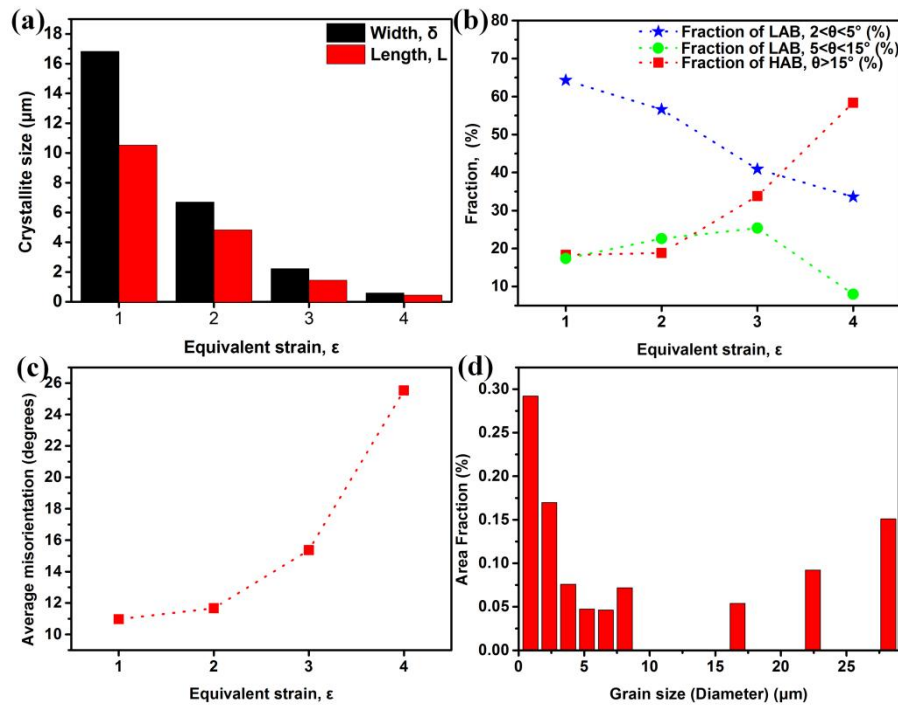 (a)
Width, δ
Length, L
18
16
14
12
10
8
6
4
2
0
Crystallite size (μm)
1 2 3 4
Equivalent strain, ε
(b)
Fraction of LAB, 2<θ<5° (%)
Fraction of LAB, 5<θ<15° (%)
Fraction of HAB, θ>15° (%)
80
70
60
50
40
30
20
10
Fraction, (%)
1 2 3 4
Equivalent strain, ε
(c)
26
24
22
20
18
16
14
12
10
Average misorientation (degrees)
1 2 3 4
Equivalent strain, ε
(d)
0.30
0.25
0.20
0.15
0.10
0.05
0.00
Area Fraction (%)
0 5 10 15 20 25
Grain size (Diameter) (μm)